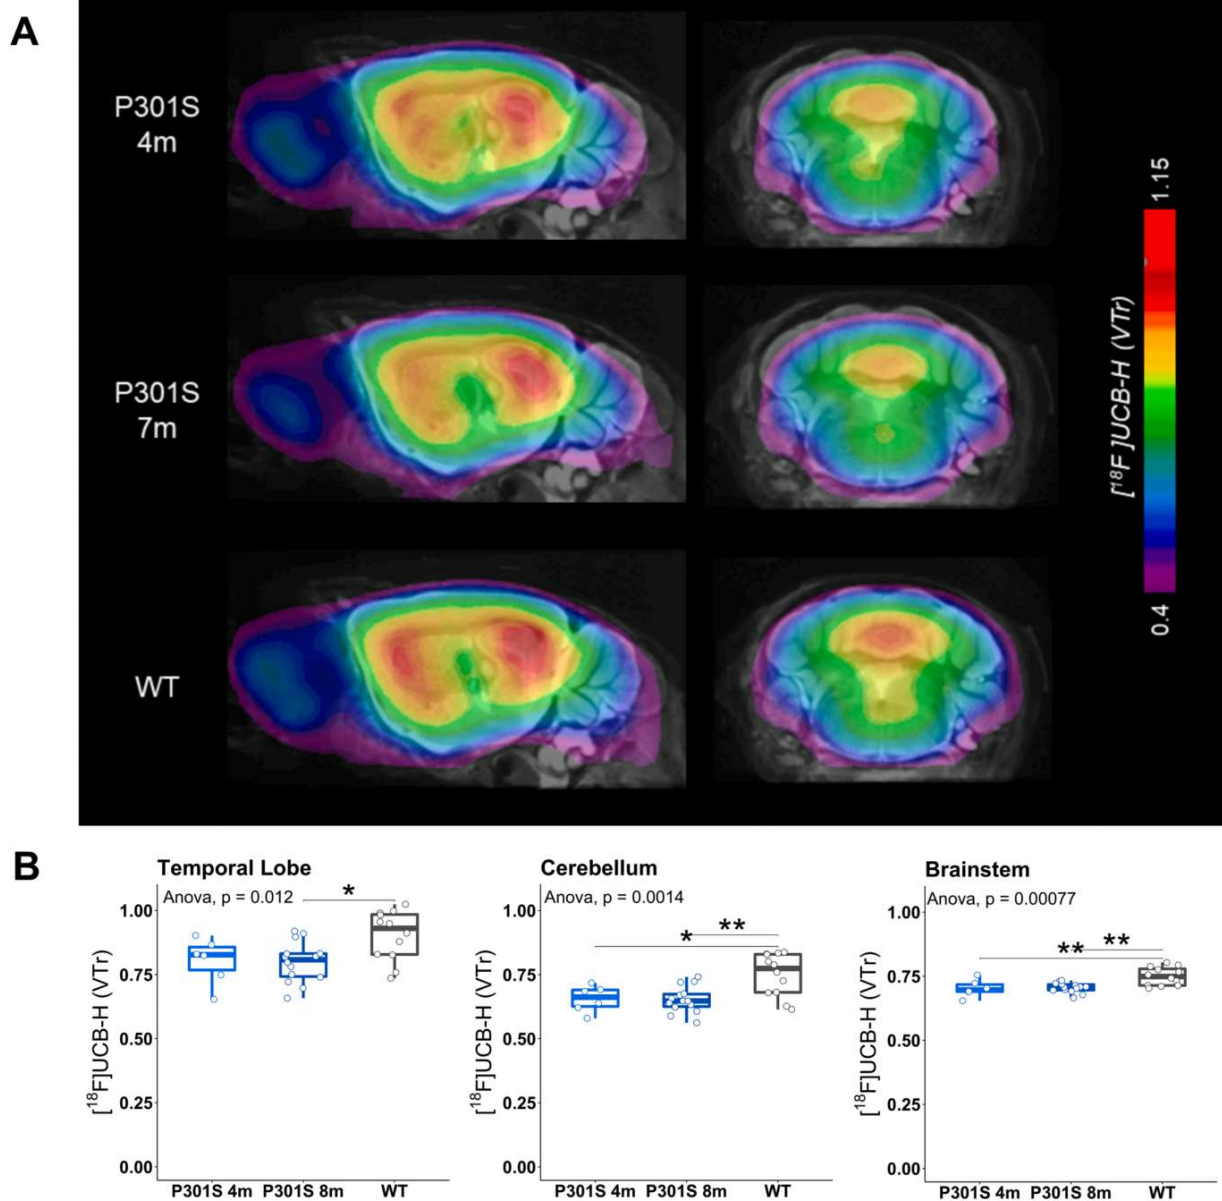 A
P301S
4m
P301S
7m
WT
1.15
[¹⁸F ]UCB-H (VTr)
0.4
B
Temporal Lobe
Anova, p = 0.012
*
[¹⁸F]UCB-H (VTr)
1.00
0.75
0.50
0.25
0.00
P301S 4m P301S 8m WT
Cerebellum
Anova, p = 0.0014
**
*
[¹⁸F]UCB-H (VTr)
1.00
0.75
0.50
0.25
0.00
P301S 4m P301S 8m WT
Brainstem
Anova, p = 0.00077
** **
[¹⁸F]UCB-H (VTr)
1.00
0.75
0.50
0.25
0.00
P301S 4m P301S 8m WT